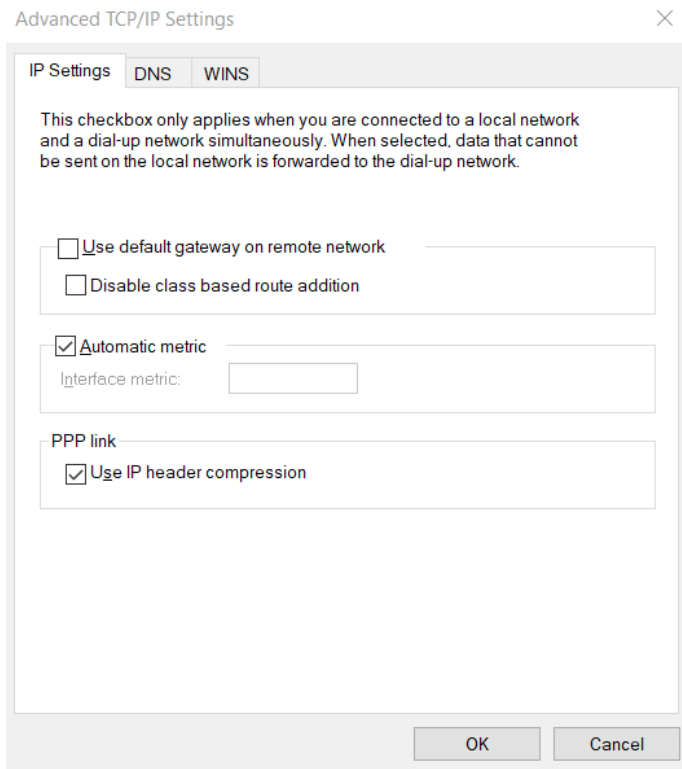 Advanced TCP/IP Settings
IP Settings
DNS
WINS
This checkbox only applies when you are connected to a local network
and a dial-up network simultaneously. When selected, data that cannot
be sent on the local network is forwarded to the dial-up network.
Use default gateway on remote network
Disable class based route addition
Automatic metric
Interface metric:
PPP link
Use IP header compression
OK
Cancel